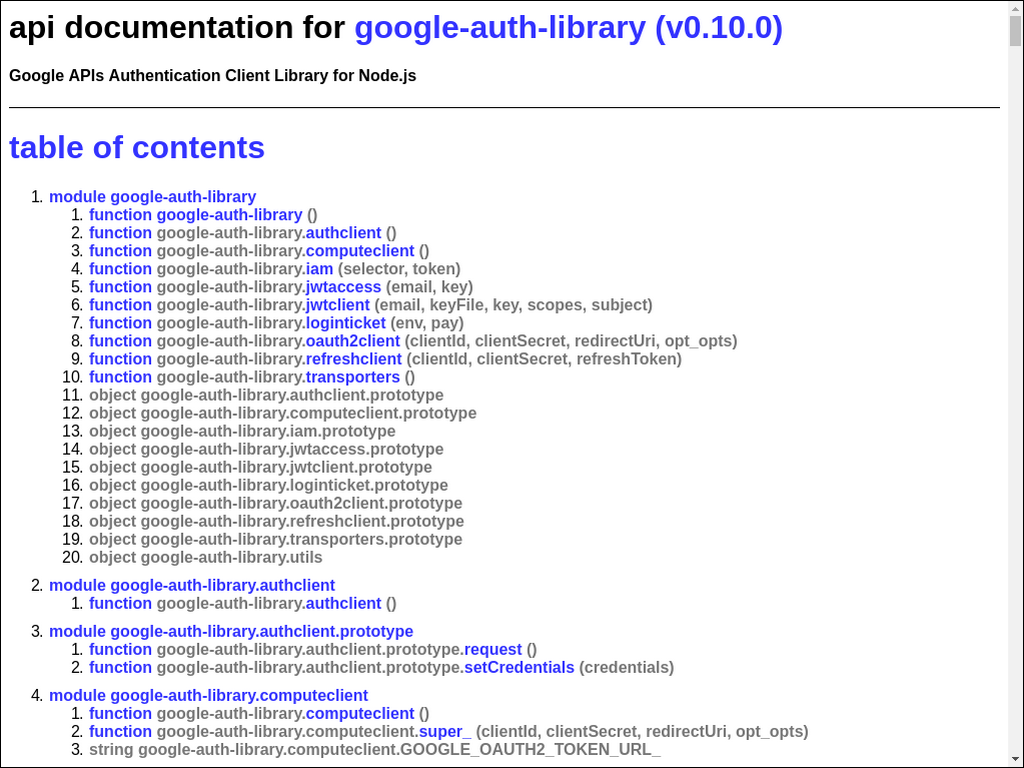 api documentation for google-auth-library (v0.10.0)
Google APIs Authentication Client Library for Node.js
table of contents
1. module google-auth-library
1. function google-auth-library ()
2. function google-auth-library.authclient ()
3. function google-auth-library.computeclient ()
4. function google-auth-library.iam (selector, token)
5. function google-auth-library.jwtaccess (email, key)
6. function google-auth-library.jwtclient (email, keyFile, key, scopes, subject)
7. function google-auth-library.loginticket (env, pay)
8. function google-auth-library.oauth2client (clientId, clientSecret, redirectUri, opt_opts)
9. function google-auth-library.refreshclient (clientId, clientSecret, refreshToken)
10. function google-auth-library.transporters ()
11. object google-auth-library.authclient.prototype
12. object google-auth-library.computeclient.prototype
13. object google-auth-library.iam.prototype
14. object google-auth-library.jwtaccess.prototype
15. object google-auth-library.jwtclient.prototype
16. object google-auth-library.loginticket.prototype
17. object google-auth-library.oauth2client.prototype
18. object google-auth-library.refreshclient.prototype
19. object google-auth-library.transporters.prototype
20. object google-auth-library.utils
2. module google-auth-library.authclient
1. function google-auth-library.authclient ()
3. module google-auth-library.authclient.prototype
1. function google-auth-library.authclient.prototype.request ()
2. function google-auth-library.authclient.prototype.setCredentials (credentials)
4. module google-auth-library.computeclient
1. function google-auth-library.computeclient ()
2. function google-auth-library.computeclient.super_ (clientId, clientSecret, redirectUri, opt_opts)
3. string google-auth-library.computeclient.GOOGLE_OAUTH2_TOKEN_URL_